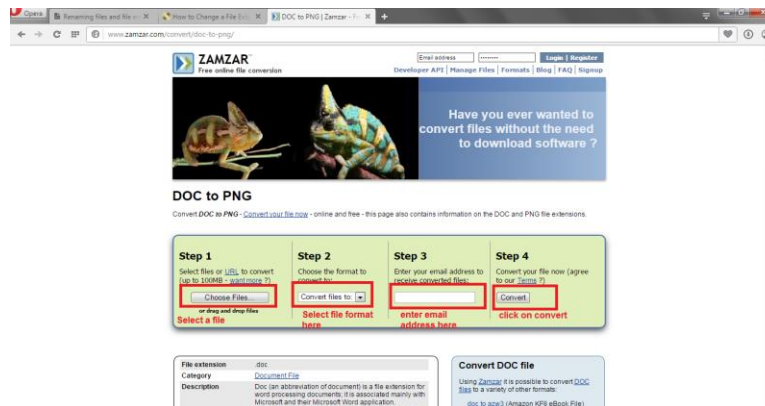 Opera
Renaming files and file e
How to Change a File Ext
DOC to PNG | Zamzar - Fr
www.zamzar.com/convert/doc-to-png/
ZAMZAR
Free online file conversion
Email address
Login | Register
Developer API | Manage Files | Formats | Blog | FAQ | Signup
Have you ever wanted to
convert files without the need
to download software ?
DOC to PNG
Convert DOC to PNG - Convert your file now - online and free - this page also contains information on the DOC and PNG file extensions.
Step 1
Select files or URL to convert
(up to 100MB - want more ?)
Choose Files...
or drag and drop files
Select a file
Step 2
Choose the format to
convert to:
Convert files to:
Select file format
here
Step 3
Enter your email address to
receive converted files:
enter email
address here
Step 4
Convert your file now (agree
to our Terms ?)
Convert
click on convert
File extension .doc
Category Document File
Description Doc (an abbreviation of document) is a file extension for
word processing documents; it is associated mainly with
Microsoft and their Microsoft Word application.
Convert DOC file
Using Zamzar it is possible to convert DOC
files to a variety of other formats:
doc to azw3 (Amazon KF8 eBook File)